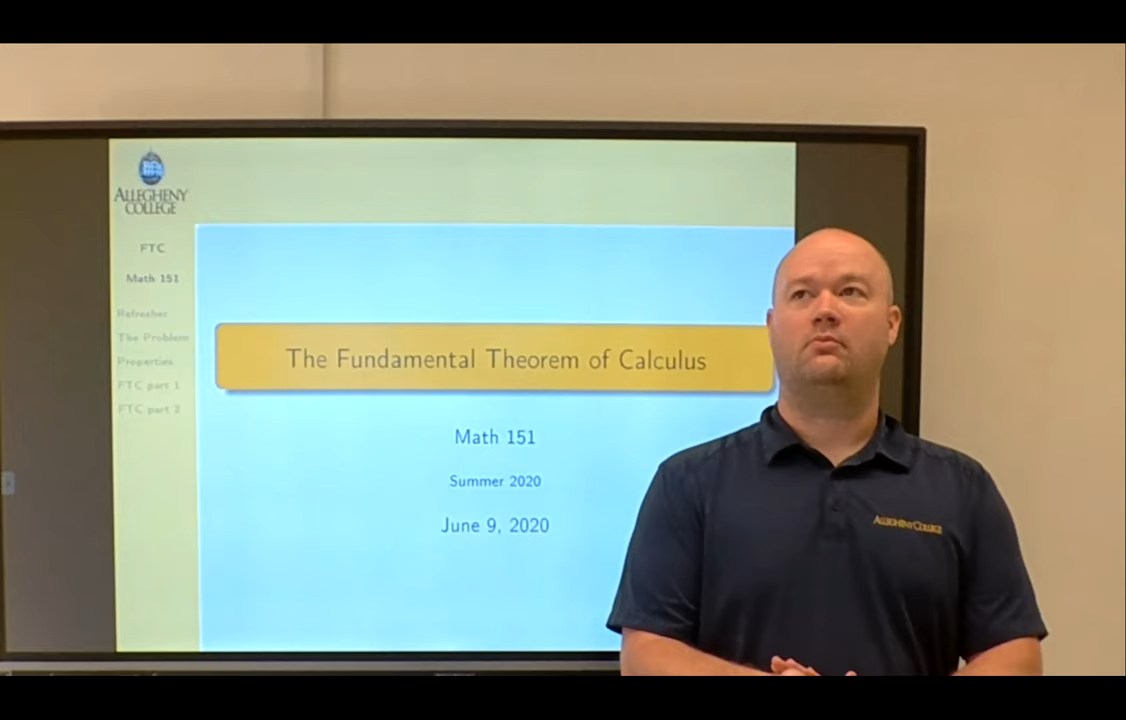 ALLEGHENY
COLLEGE
FTC
Math 151
Refresher
The Problem
Properties
FTC part 1
FTC part 2
The Fundamental Theorem of Calculus
Math 151
Summer 2020
June 9, 2020
ALLEGHENY COLLEGE